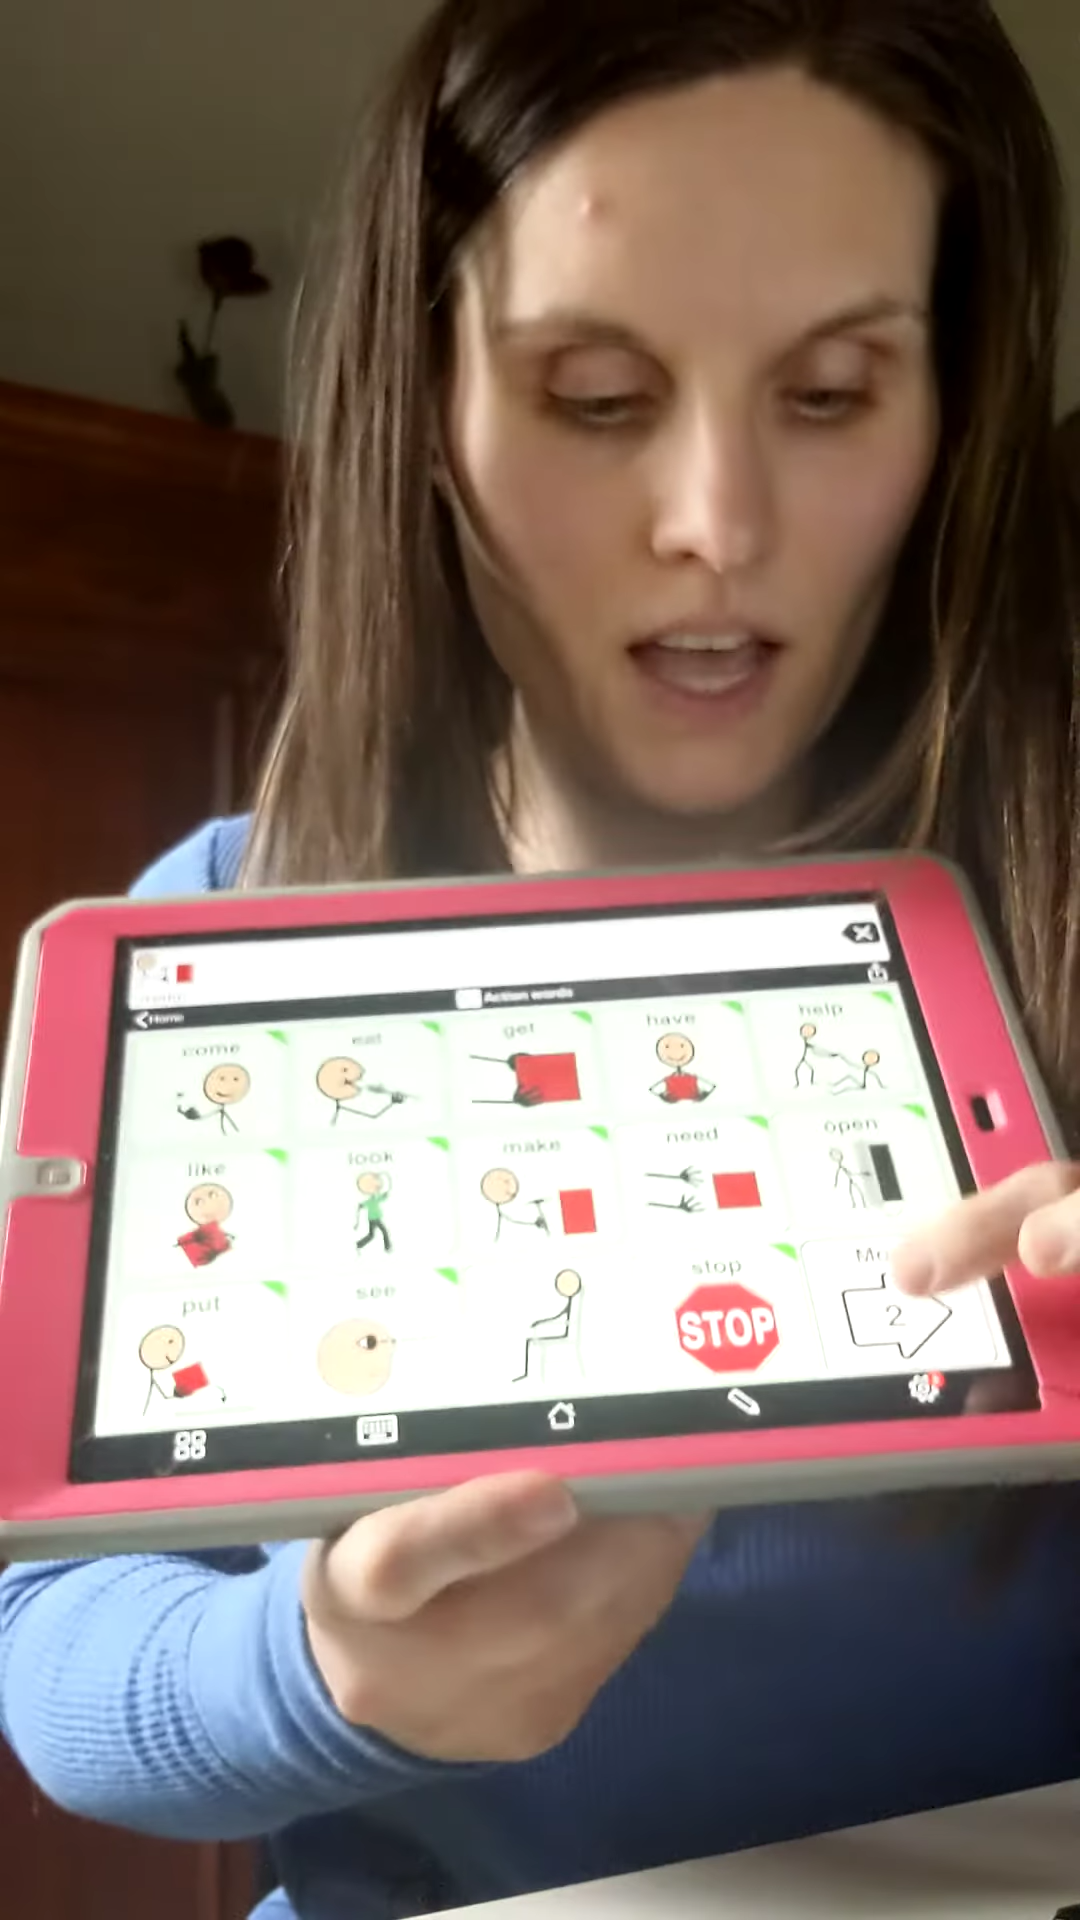 Action words
Home
come eat get have help
like look make need open
put see stop
STOP
2